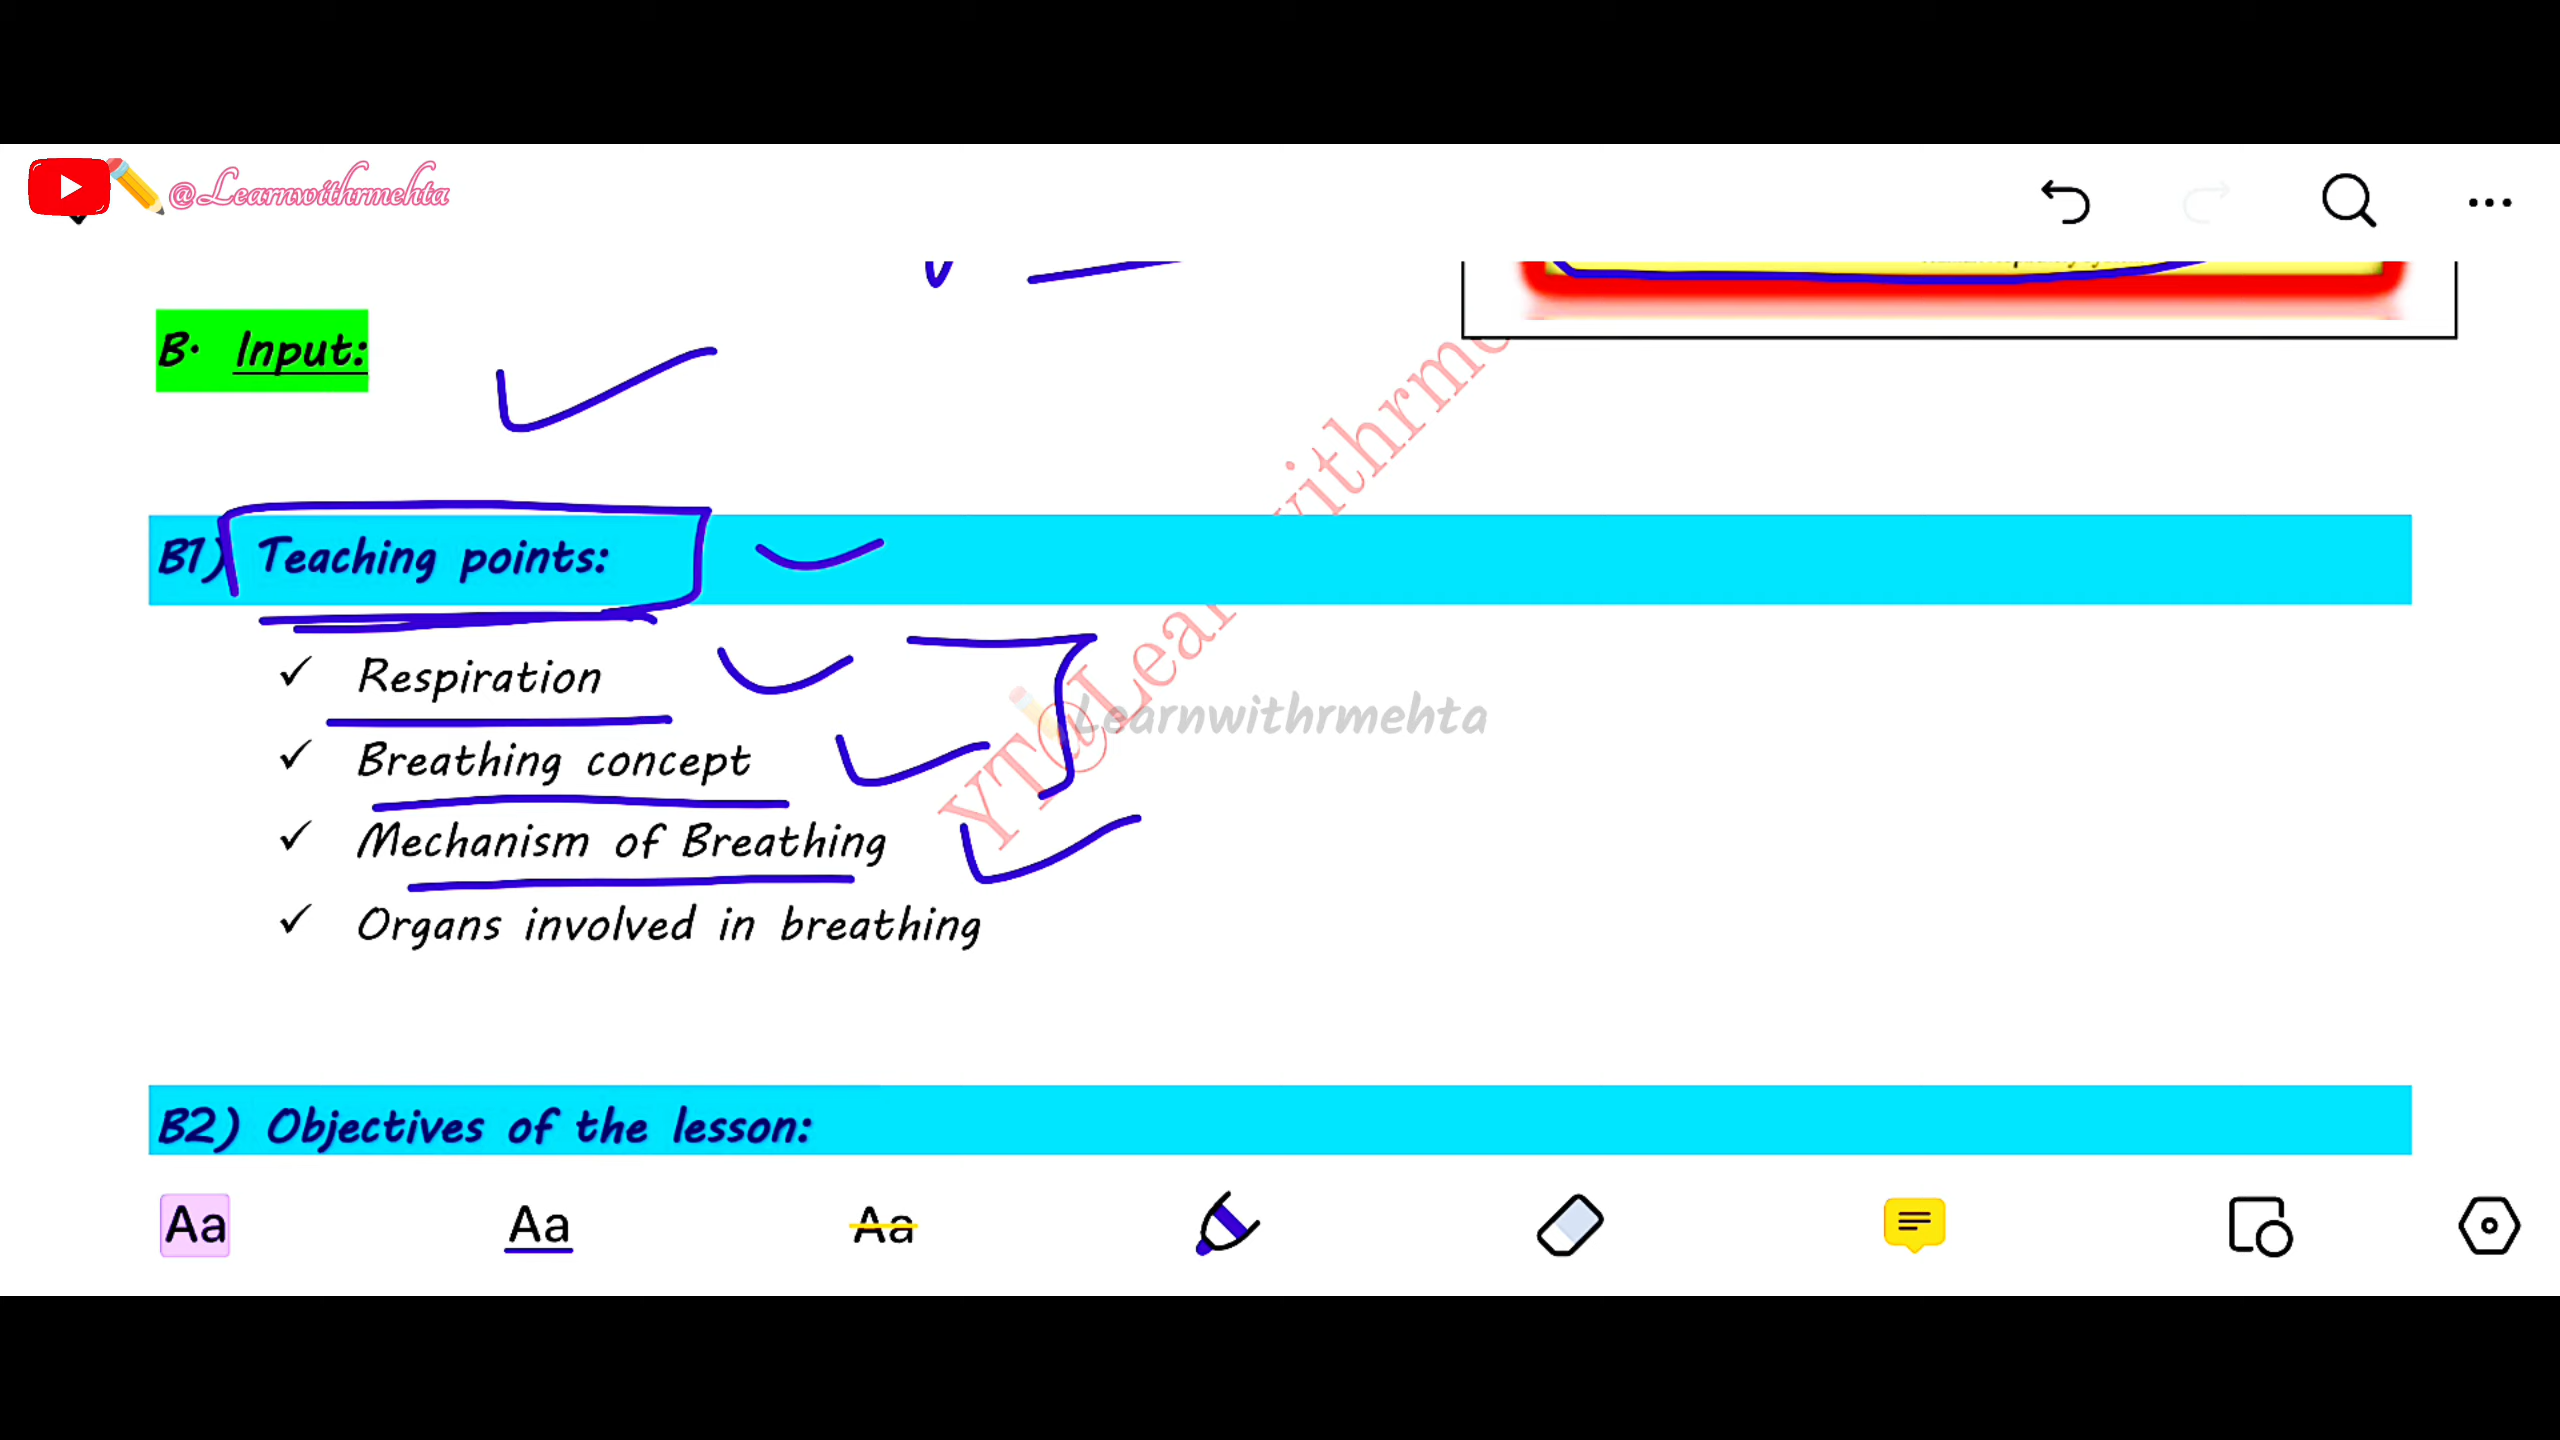 @Learnwithrmehta
B. Input:
B1) Teaching points:
✓ Respiration
✓ Breathing concept
✓ Mechanism of Breathing
✓ Organs involved in breathing
YT@Learnwithrme
Learnwithrmehta
B2) Objectives of the lesson:
Aa Aa Aa